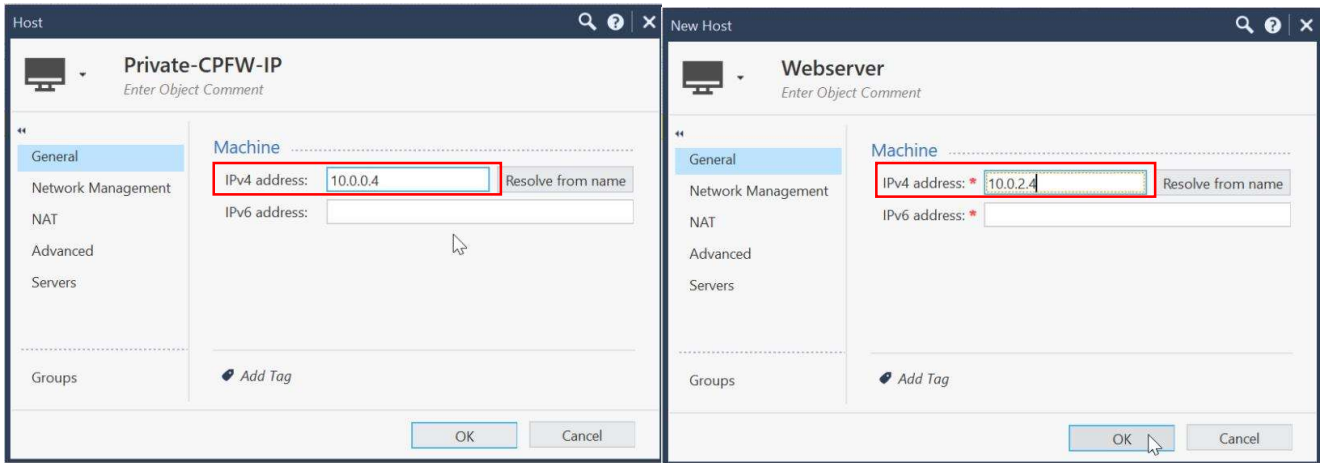 Host
Private-CPFW-IP
Enter Object Comment
General
Network Management
NAT
Advanced
Servers
Groups
Machine
IPv4 address: 10.0.0.4 Resolve from name
IPv6 address:
Add Tag
OK Cancel
New Host
Webserver
Enter Object Comment
General
Network Management
NAT
Advanced
Servers
Groups
Machine
IPv4 address: * 10.0.2.4 Resolve from name
IPv6 address: *
Add Tag
OK Cancel